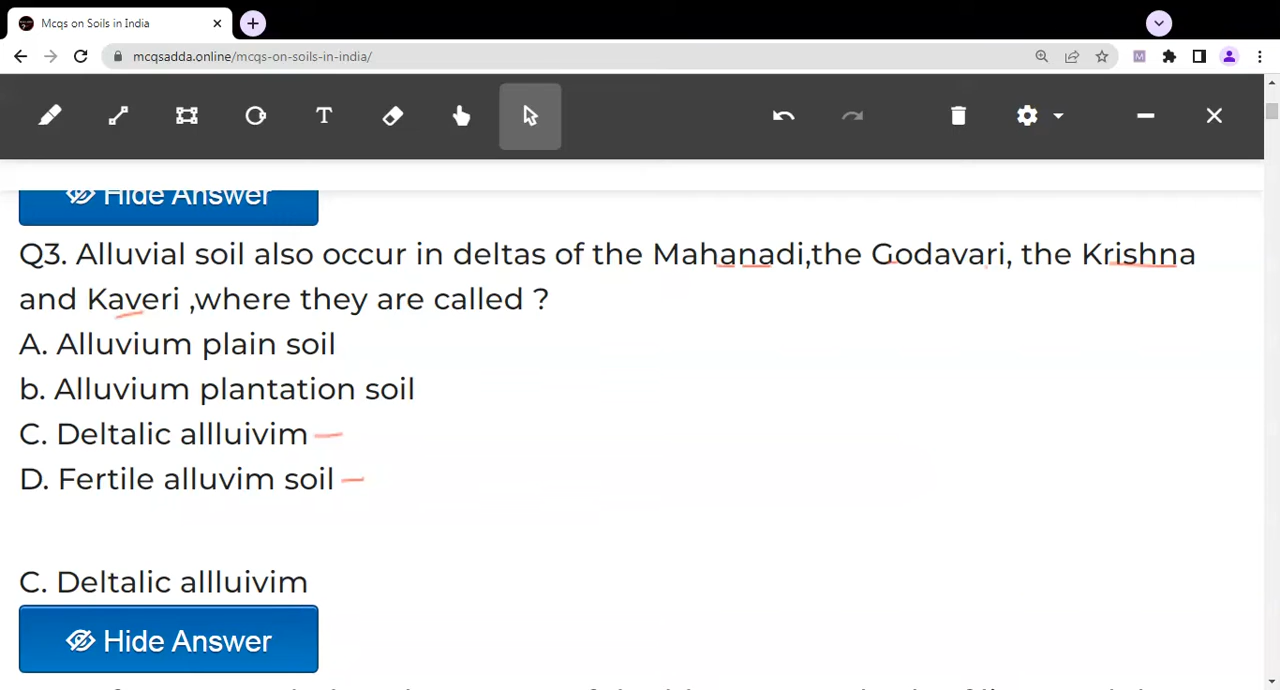 Mcqs on Soils in India
mcqsadda.online/mcqs-on-soils-in-india/
M
T
Hide Answer
Q3. Alluvial soil also occur in deltas of the Mahanadi,the Godavari, the Krishna
and Kaveri ,where they are called ?
A. Alluvium plain soil
b. Alluvium plantation soil
C. Deltalic allluivim
D. Fertile alluvim soil
C. Deltalic allluivim
Hide Answer